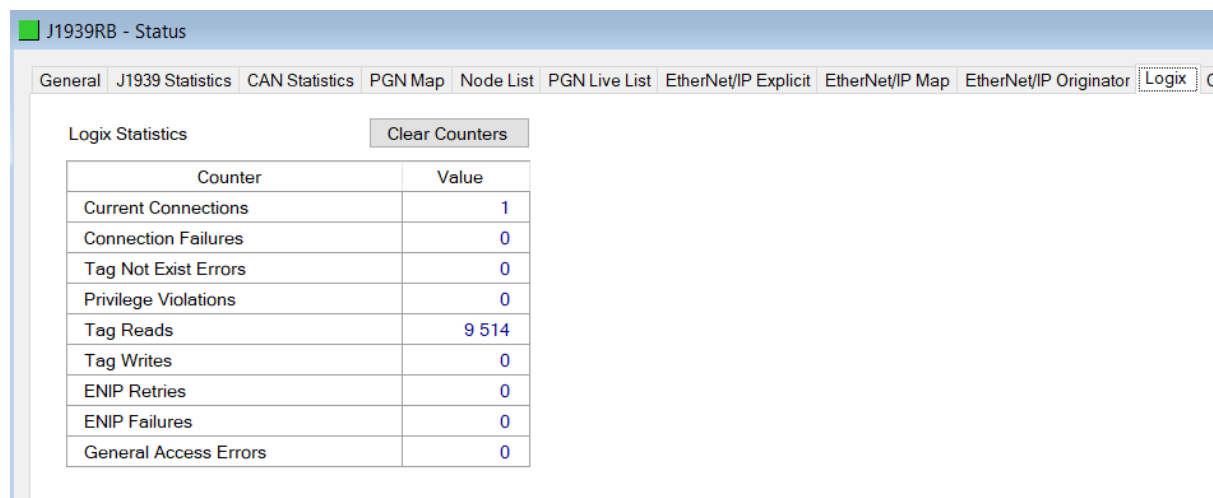 J1939RB - Status
General J1939 Statistics CAN Statistics PGN Map Node List PGN Live List EtherNet/IP Explicit EtherNet/IP Map EtherNet/IP Originator Logix
Logix Statistics Clear Counters
Counter Value
Current Connections 1
Connection Failures 0
Tag Not Exist Errors 0
Privilege Violations 0
Tag Reads 9 514
Tag Writes 0
ENIP Retries 0
ENIP Failures 0
General Access Errors 0